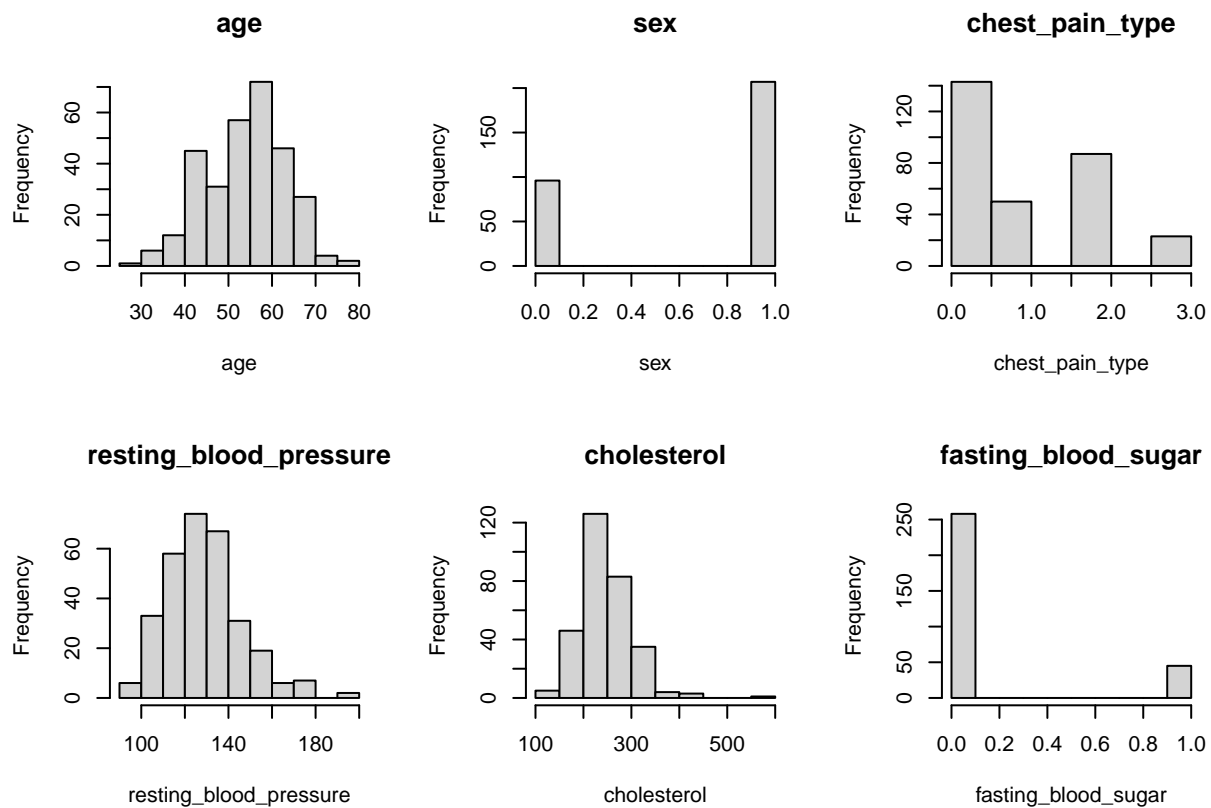 age
Frequency
0
20
40
60
30
40
50
60
70
80
age
sex
Frequency
0
50
150
0.0
0.2
0.4
0.6
0.8
1.0
sex
chest_pain_type
Frequency
0
40
80
120
0.0
1.0
2.0
3.0
chest_pain_type
resting_blood_pressure
Frequency
0
20
40
60
100
140
180
resting_blood_pressure
cholesterol
Frequency
0
40
80
120
100
300
500
cholesterol
fasting_blood_sugar
Frequency
0
50
150
250
0.0
0.2
0.4
0.6
0.8
1.0
fasting_blood_sugar